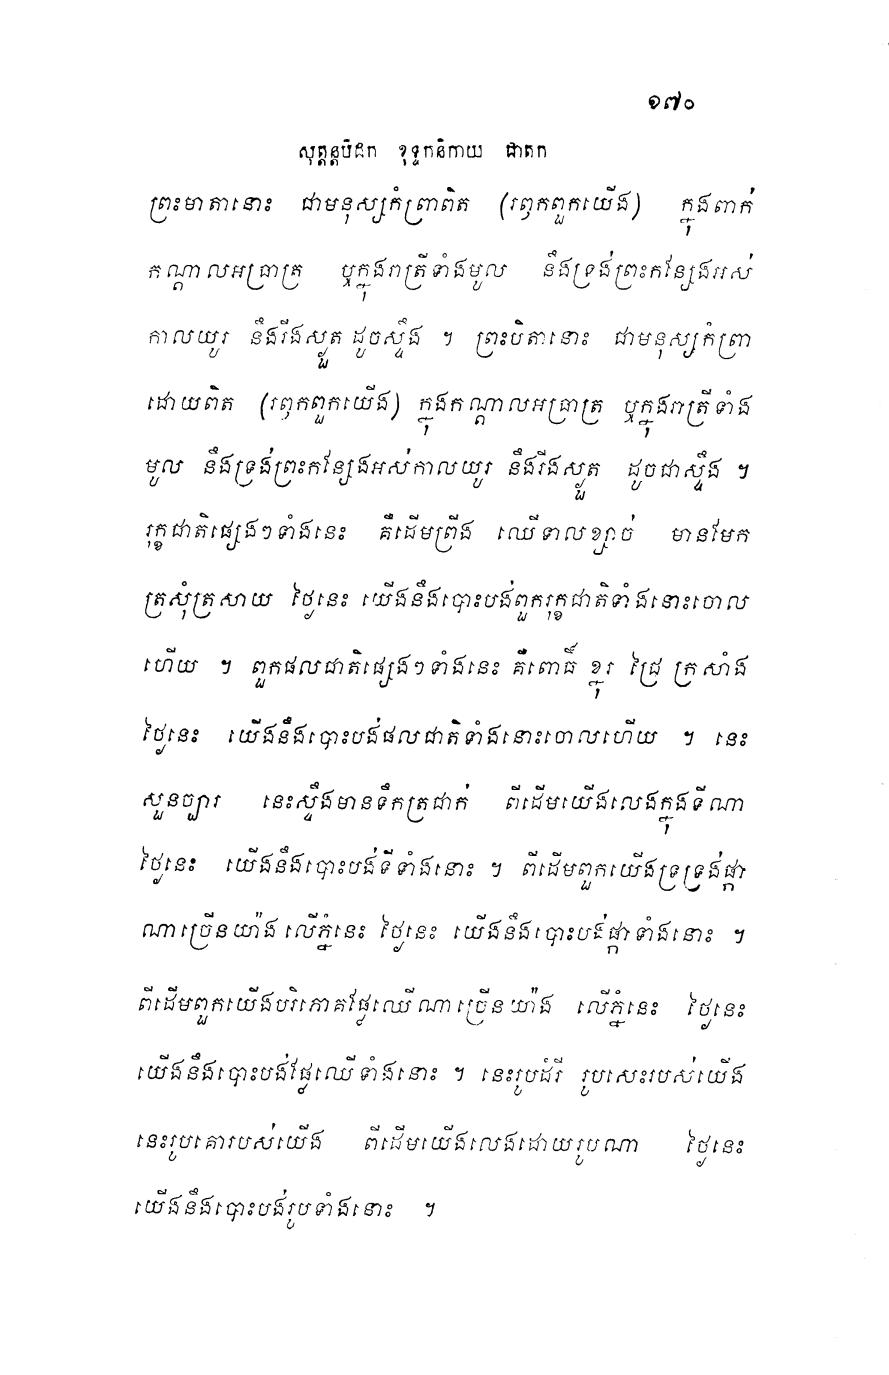 ១៧០
សុត្តន្តបិដក ខុទ្ទកនិកាយ ជាតក
ព្រះមាតានោះ ជាមនុស្សកំព្រាពិត (រឭកពួកយើង) ក្នុងពាក់
កណ្តាលអធ្រាត្រ ឬក្នុងរាត្រីទាំងមូល នឹងទ្រង់ព្រះកន្សែងអស់
កាលយូរ នឹងរីងស្ងួត ដូចស្ទឹង ។ ព្រះបិតានោះ ជាមនុស្សកំព្រា
ដោយពិត (រឭកពួកយើង) ក្នុងកណ្តាលអធ្រាត្រ ឬក្នុងរាត្រីទាំង
មូល នឹងទ្រង់ព្រះកន្សែងអស់កាលយូរ នឹងរីងស្ងួត ដូចជាស្ទឹង ។
រុក្ខជាតិផ្សេងៗទាំងនេះ គឺដើមព្រីង ឈើទាលខ្សាច់ មានមែក
ត្រសុំត្រសាយ ថ្ងៃនេះ យើងនឹងបោះបង់ពួករុក្ខជាតិទាំងនោះចោល
ហើយ ។ ពួកផលជាតិផ្សេងៗទាំងនេះ គឺពោធិ៍ ខ្នុរ ជ្រៃ ក្រសាំង
ថ្ងៃនេះ យើងនឹងបោះបង់ផលជាតិទាំងនោះចោលហើយ ។ នេះ
សួនច្បារ នេះស្ទឹងមានទឹកត្រជាក់ ពីដើមយើងលេងក្នុងទីណា
ថ្ងៃនេះ យើងនឹងបោះបង់ទីទាំងនោះ ។ ពីដើមពួកយើងទ្រទ្រង់ផ្កា
ណាច្រើនយ៉ាង លើភ្នំនេះ ថ្ងៃនេះ យើងនឹងបោះបង់ផ្កាទាំងនោះ ។
ពីដើមពួកយើងបរិភោគផ្លែឈើណាច្រើនយ៉ាង លើភ្នំនេះ ថ្ងៃនេះ
យើងនឹងបោះបង់ផ្លែឈើទាំងនោះ ។ នេះរូបដំរី រូបសេះរបស់យើង
នេះរូបគោរបស់យើង ពីដើមយើងលេងដោយរូបណា ថ្ងៃនេះ
យើងនឹងបោះបង់រូបទាំងនោះ ។